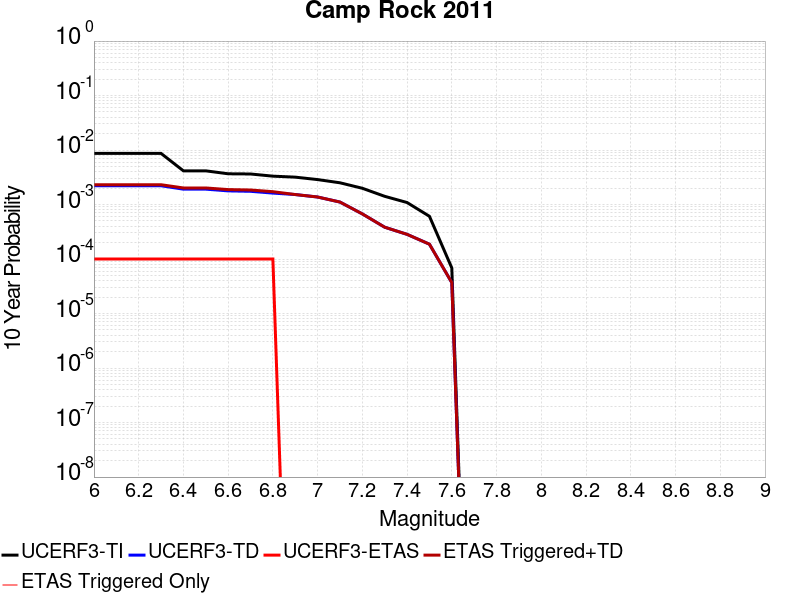 Camp Rock 2011
10 Year Probability
10^0
10^-1
10^-2
10^-3
10^-4
10^-5
10^-6
10^-7
10^-8
6 6.2 6.4 6.6 6.8 7 7.2 7.4 7.6 7.8 8 8.2 8.4 8.6 8.8 9
Magnitude
UCERF3-TI UCERF3-TD UCERF3-ETAS ETAS Triggered+TD
ETAS Triggered Only